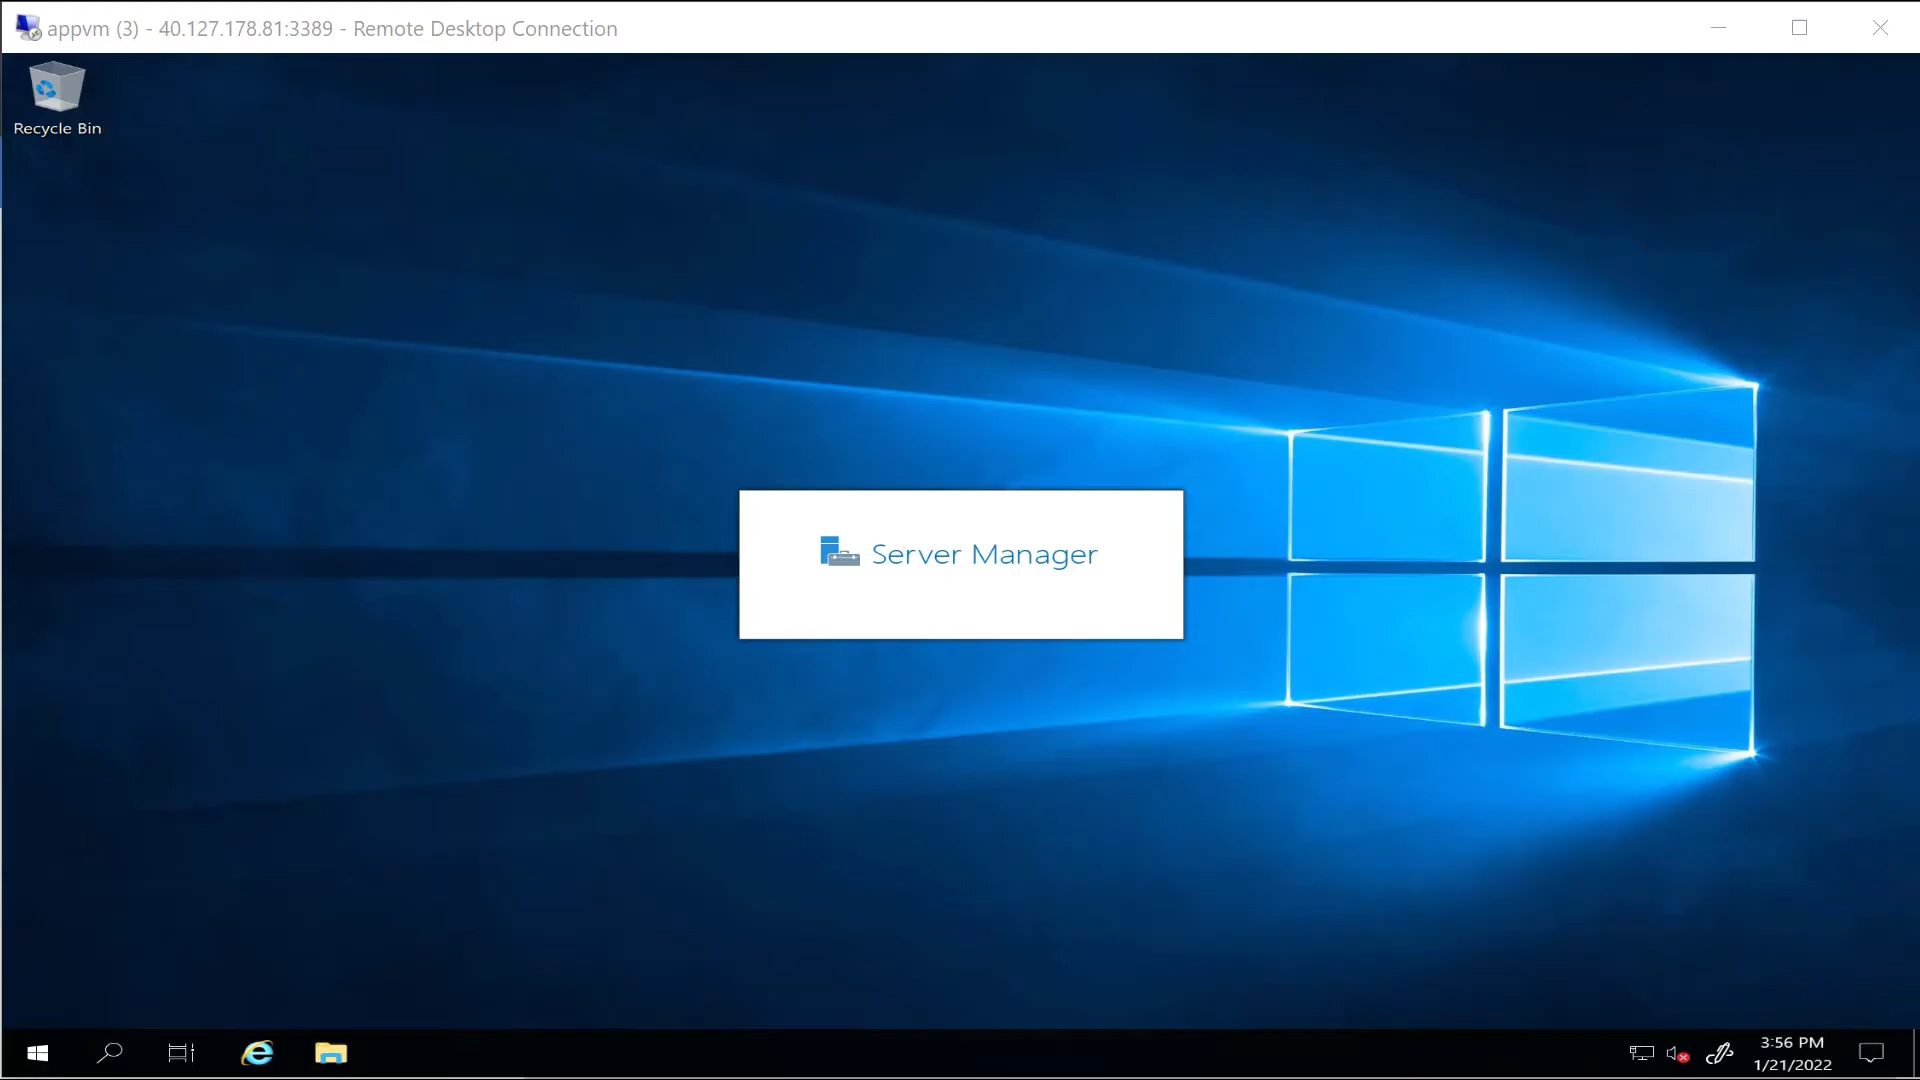 appvm (3) - 40.127.178.81:3389 - Remote Desktop Connection
Recycle Bin
Server Manager
3:56 PM
1/21/2022